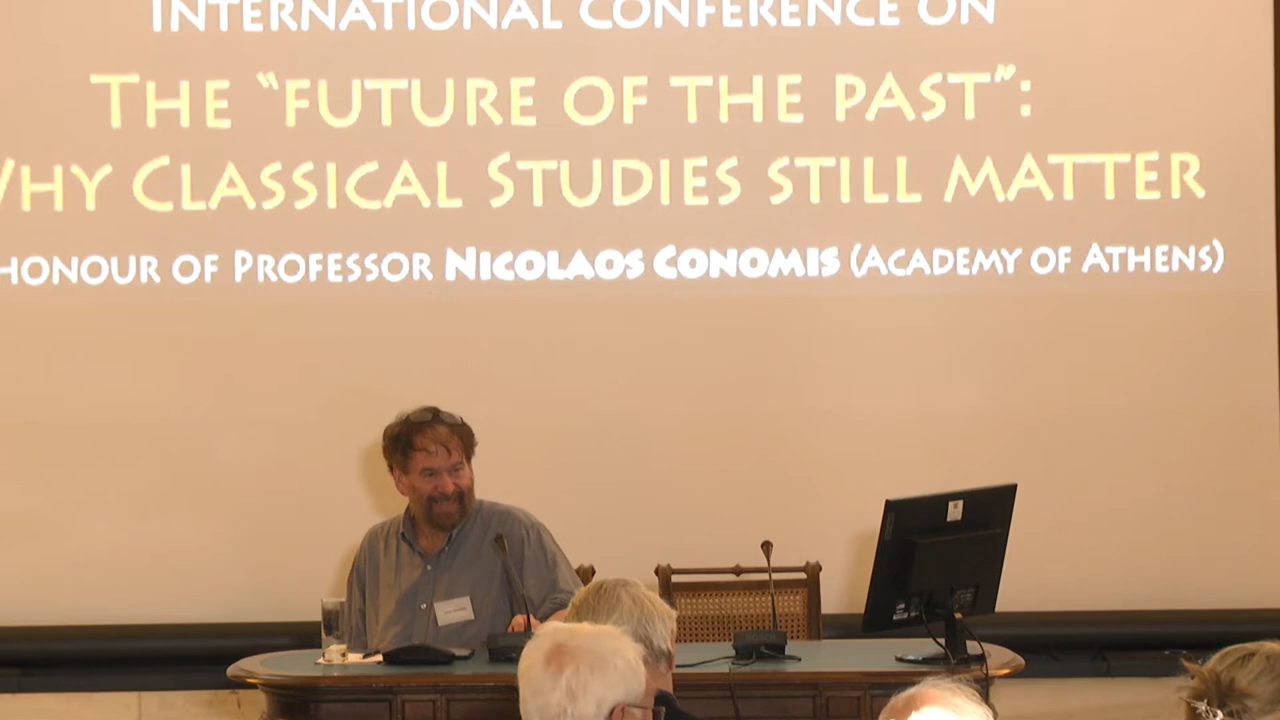 INTERNATIONAL CONFERENCE ON
THE "FUTURE OF THE PAST":
WHY CLASSICAL STUDIES STILL MATTER
HONOUR OF PROFESSOR NICOLAOS CONOMIS (ACADEMY OF ATHENS)
BOSCH